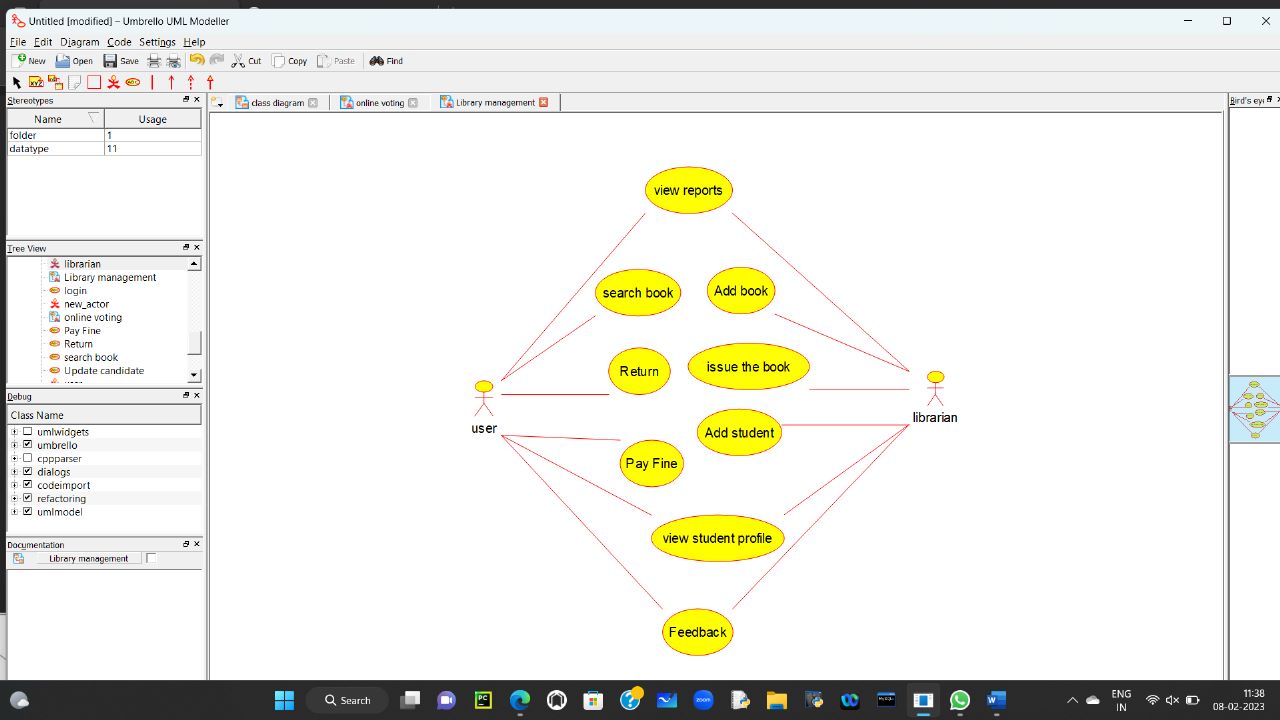 Untitled [modified] – Umbrello UML Modeller
File Edit Diagram Code Settings Help
New Open Save Cut Copy Paste Find
Stereotypes
Name Usage
folder 1
datatype 11
Tree View
librarian
Library management
login
new_actor
online voting
Pay Fine
Return
search book
Update candidate
Debug
Class Name
umlwidgets
umbrello
cppparser
dialogs
codeimport
refactoring
umlmodel
Documentation
Library management
class diagram online voting Library management
Bird's eye
view reports
search book Add book
Return issue the book
user librarian
Add student
Pay Fine
view student profile
Feedback
Search
ENG
IN
11:38
08-02-2023